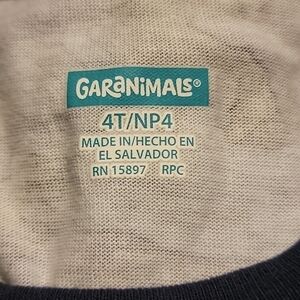 GARANIMALS®
4T/NP4
MADE IN/HECHO EN
EL SALVADOR
RN 15897 RPC